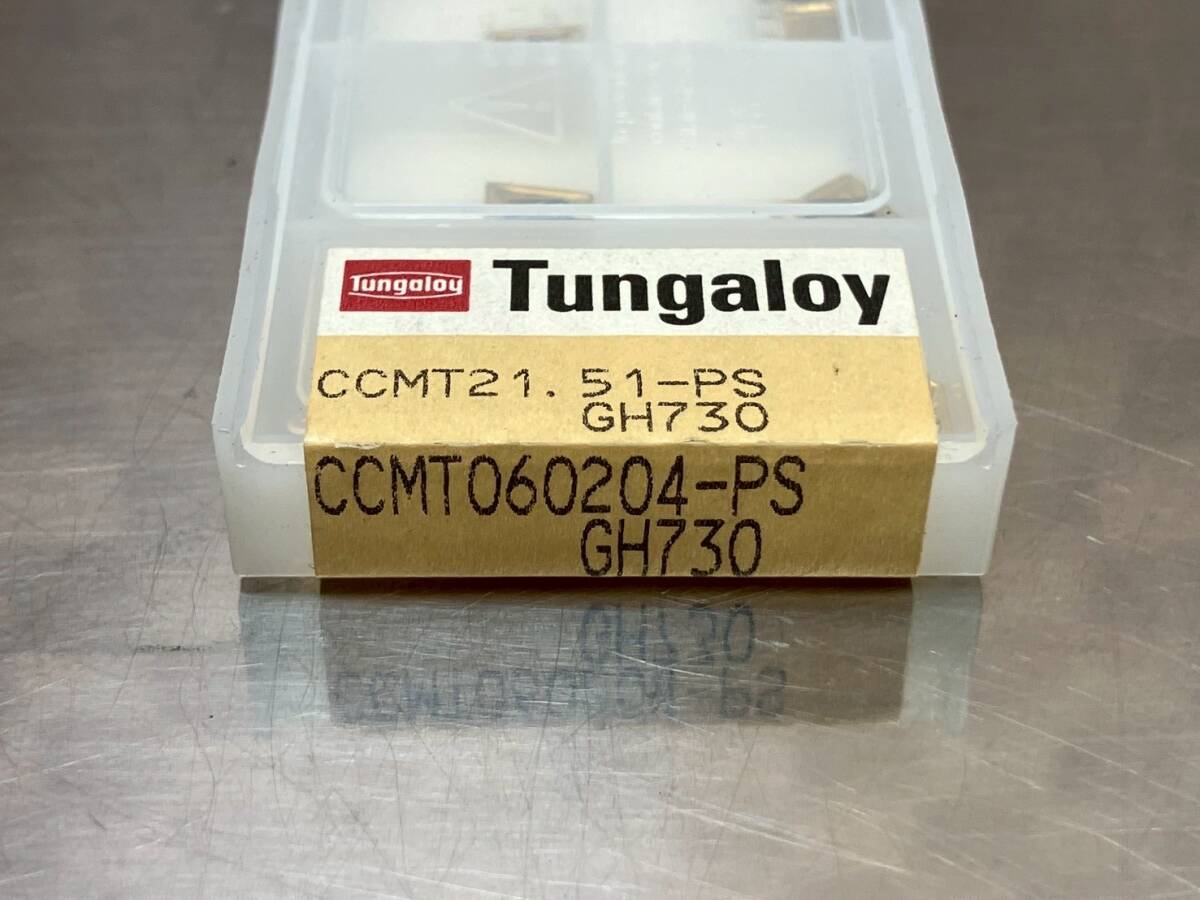 Tungaloy Tungaloy
CCMT21.51-PS
GH730
CCMT060204-PS
GH730